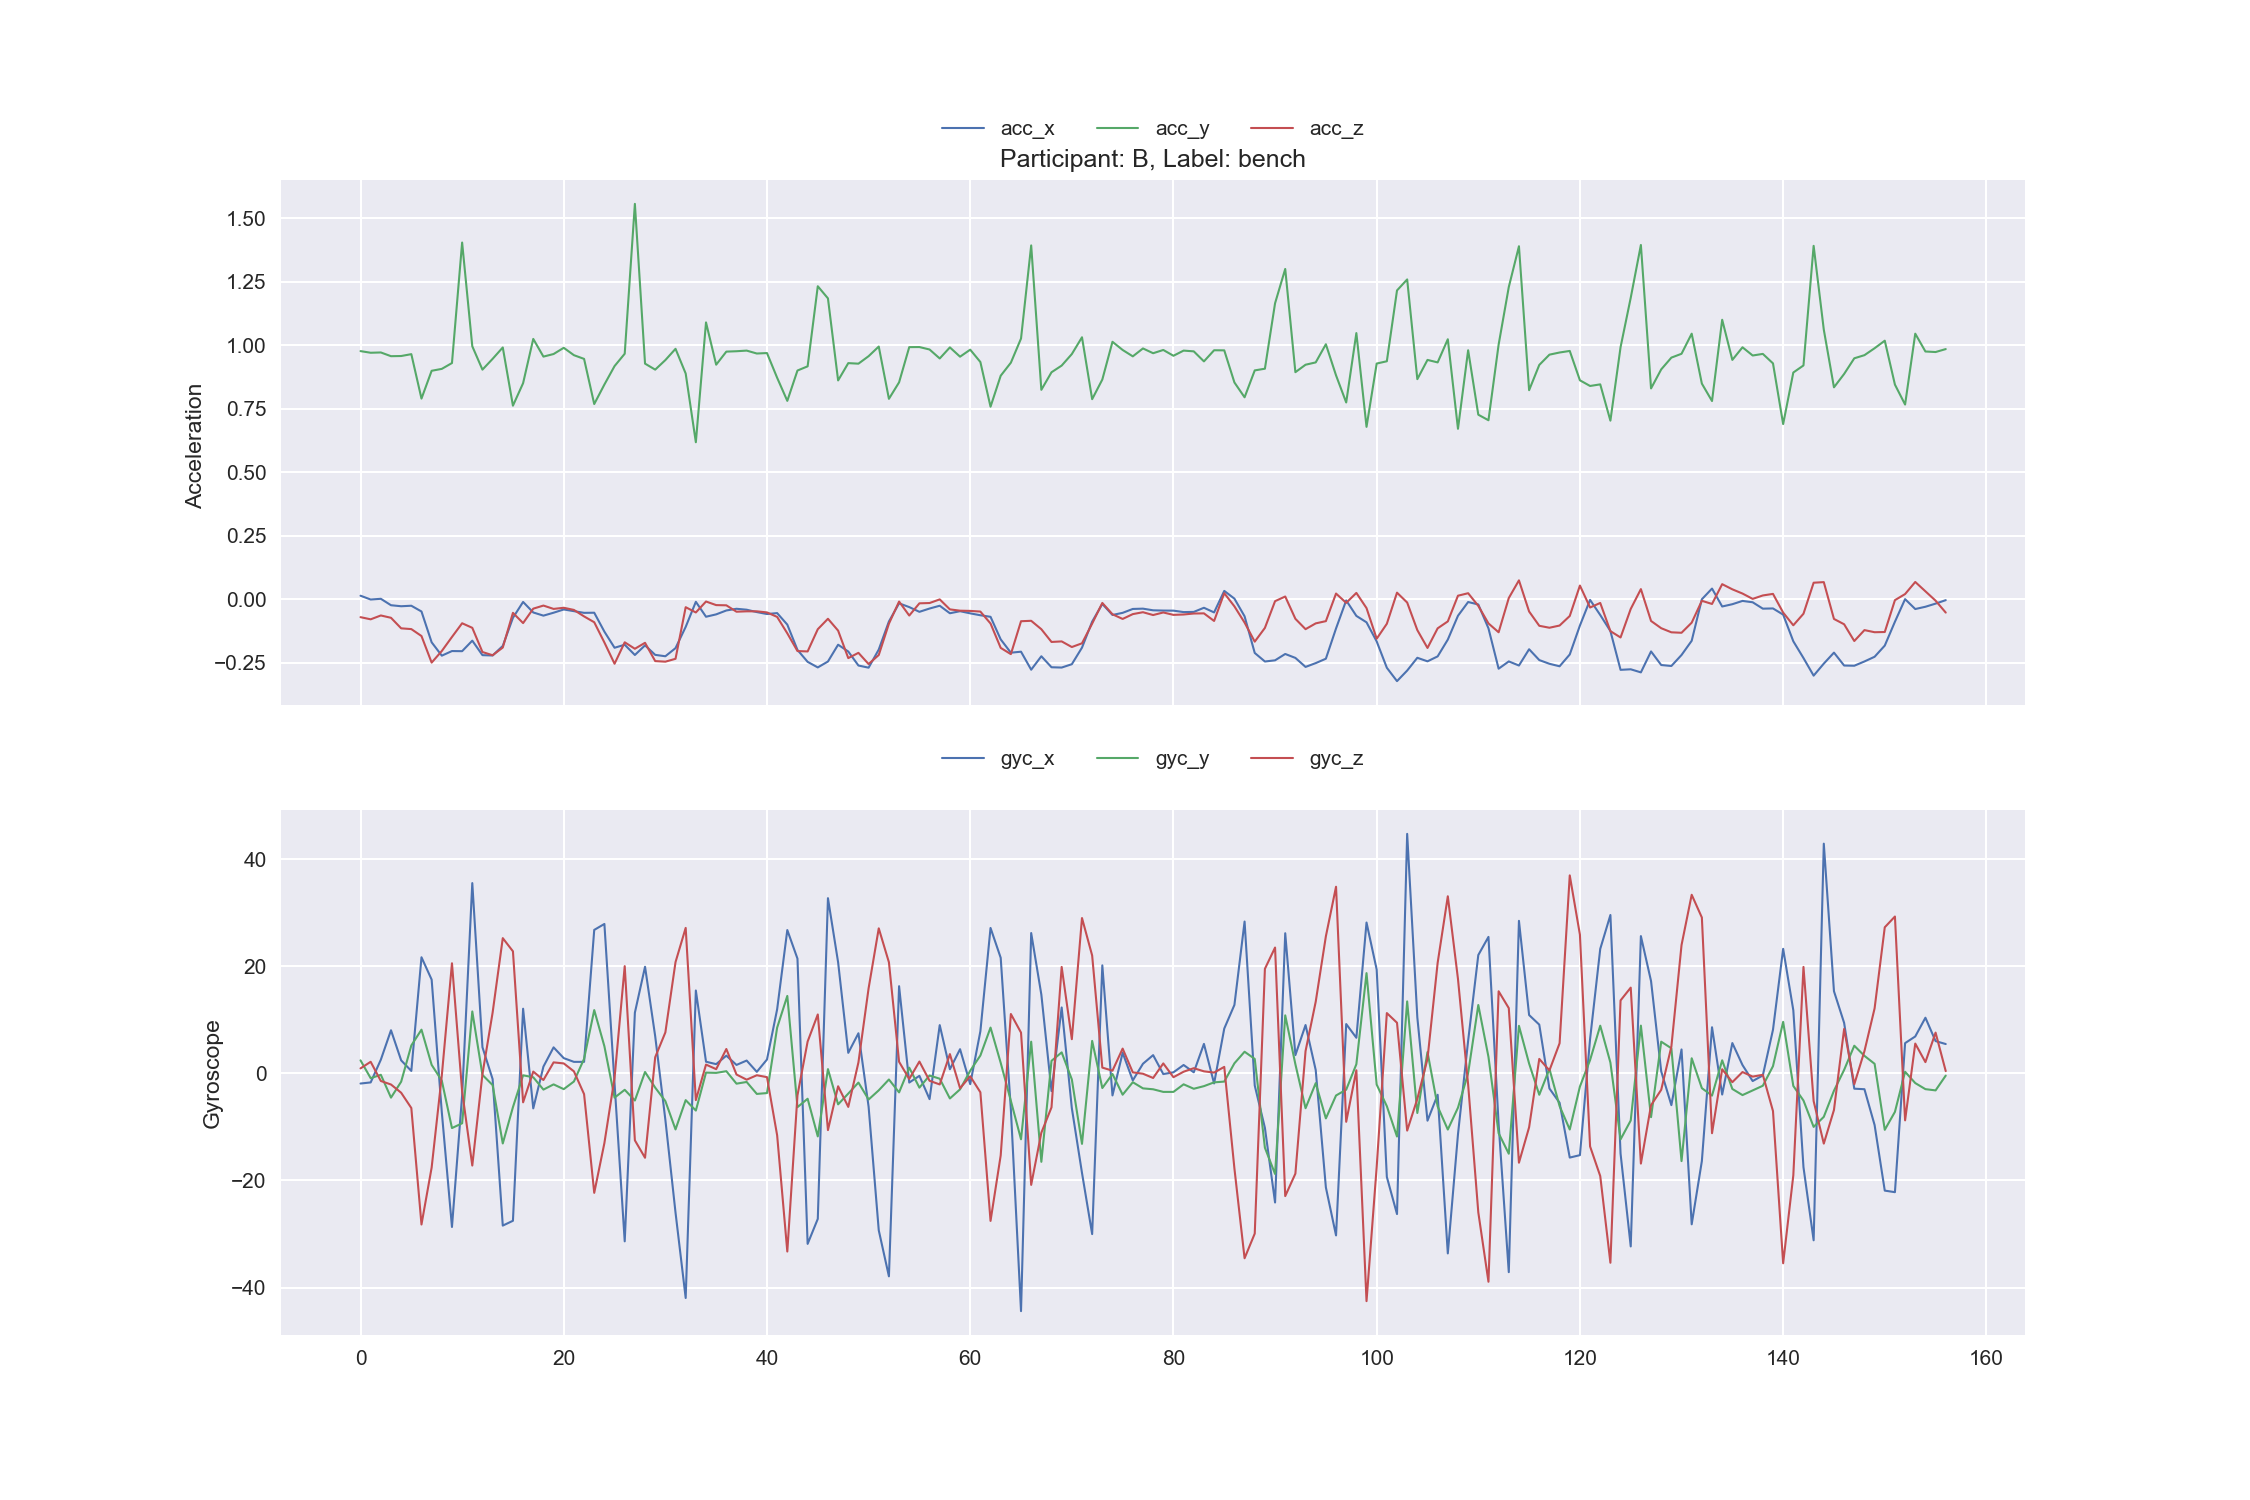 acc_x acc_y acc_z
Participant: B, Label: bench
1.50
1.25
1.00
0.75
0.50
0.25
0.00
−0.25
Acceleration
gyc_x gyc_y gyc_z
40
20
0
−20
−40
Gyroscope
0 20 40 60 80 100 120 140 160